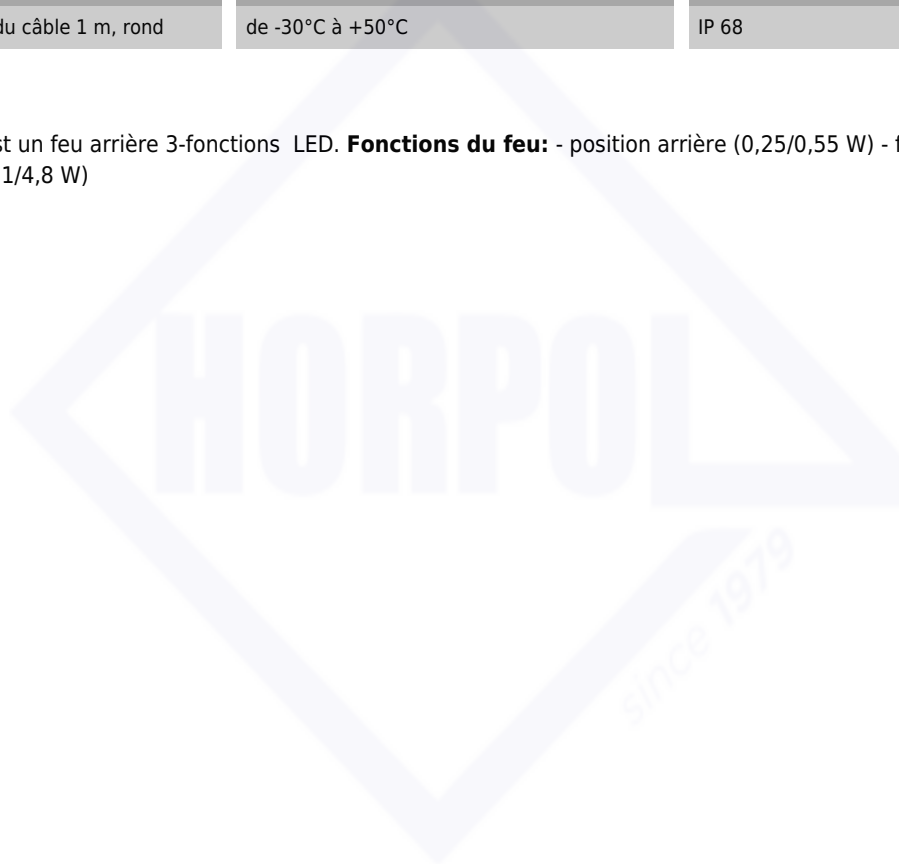 du câble 1 m, rond de -30°C à +50°C IP 68
st un feu arrière 3-fonctions LED. Fonctions du feu: - position arrière (0,25/0,55 W) - f
1/4,8 W)
HORPOL
since 1979